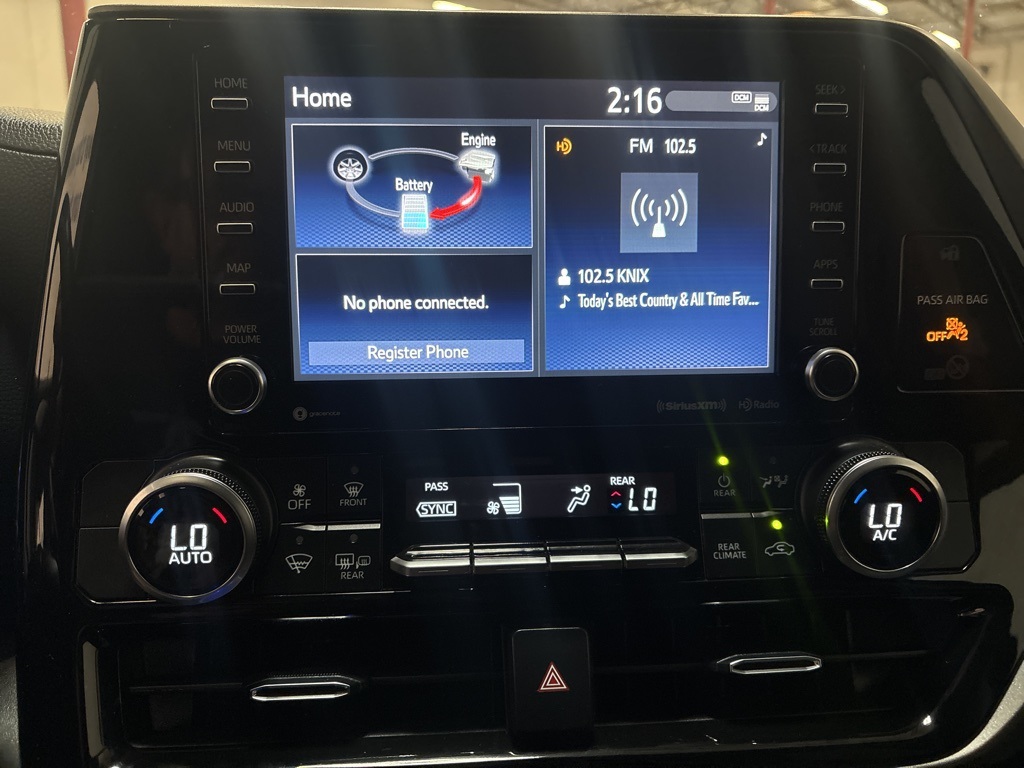 HOME
MENU
AUDIO
MAP
POWER
VOLUME
Home
2:16
DCM
DCM
Engine
Battery
No phone connected.
Register Phone
FM 102.5
102.5 KNIX
Today's Best Country & All Time Fav...
SEEK >
< TRACK
PHONE
APPS
TUNE
SCROLL
PASS AIR BAG
OFF 2
((SiriusXM))
HD Radio
LO
AUTO
OFF
FRONT
REAR
PASS
SYNC
REAR
LO
REAR
REAR
CLIMATE
LO
A/C